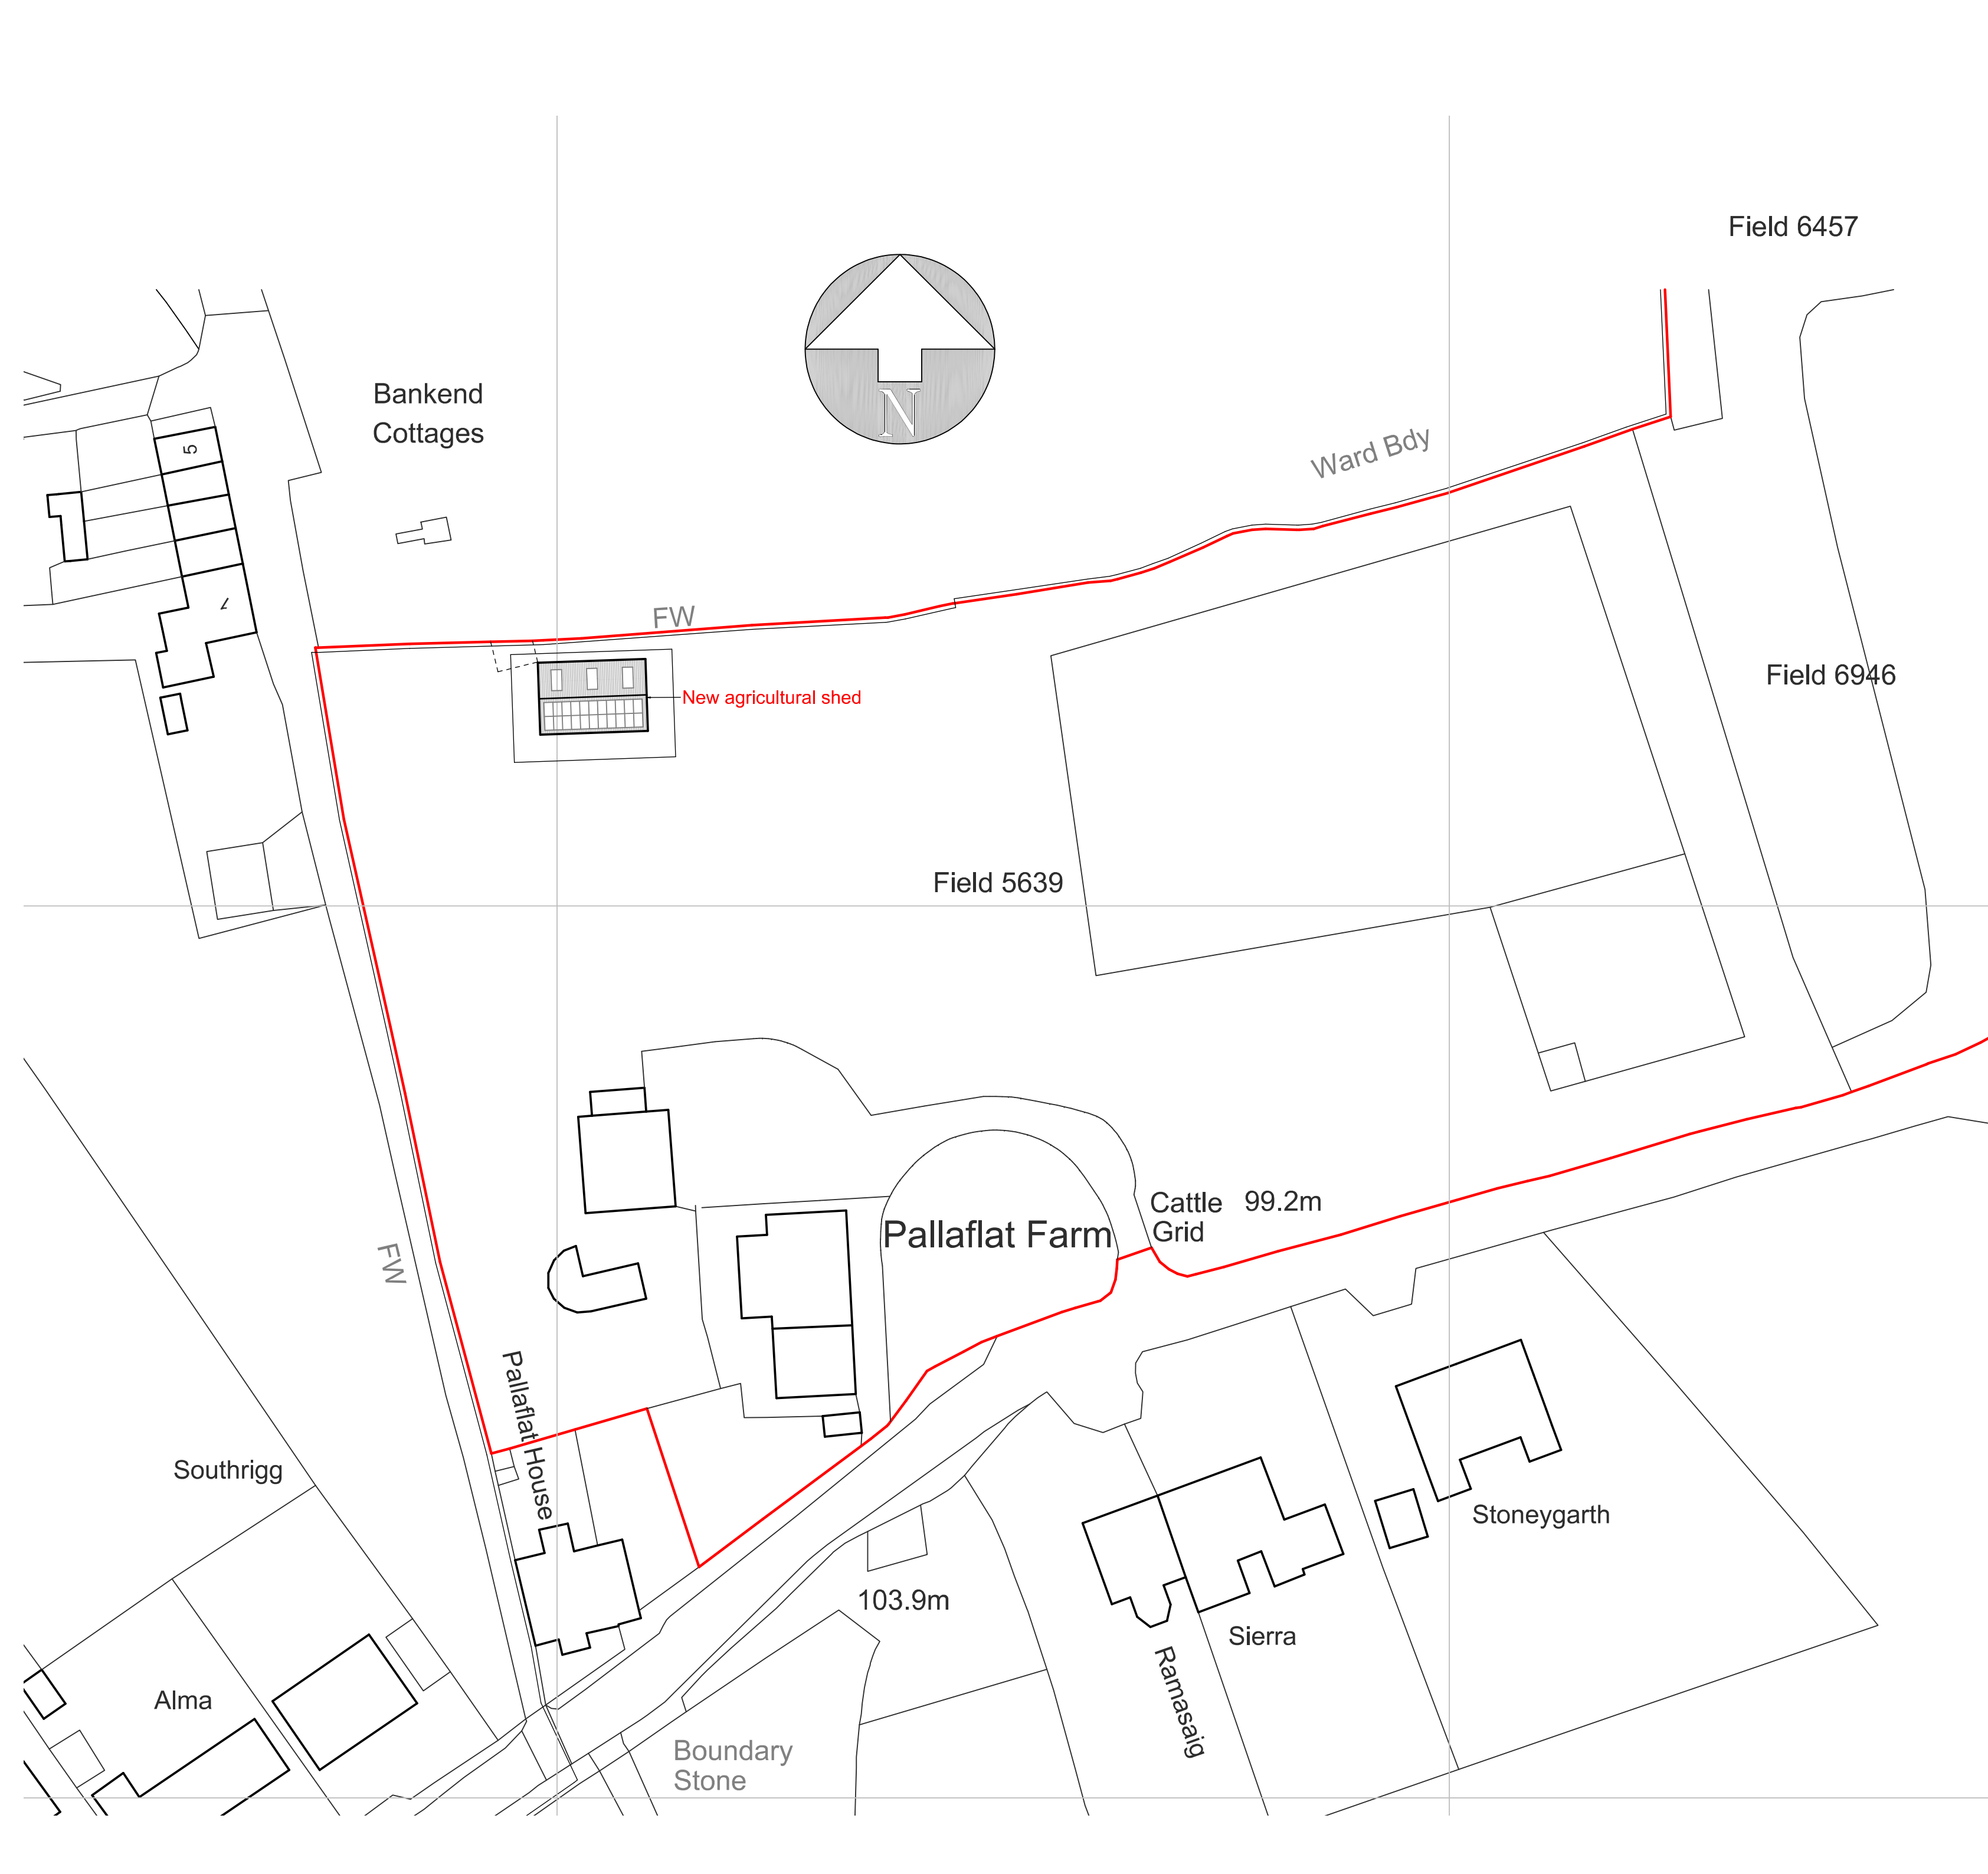 Field 6457
Bankend
Cottages
N
Ward Bdy
5
7
FW
Field 6946
New agricultural shed
Field 5639
Cattle
Grid
99.2m
Pallaflat Farm
FW
Pallaflat House
Southrigg
Stoneygarth
103.9m
Sierra
Ramasaig
Alma
Boundary
Stone